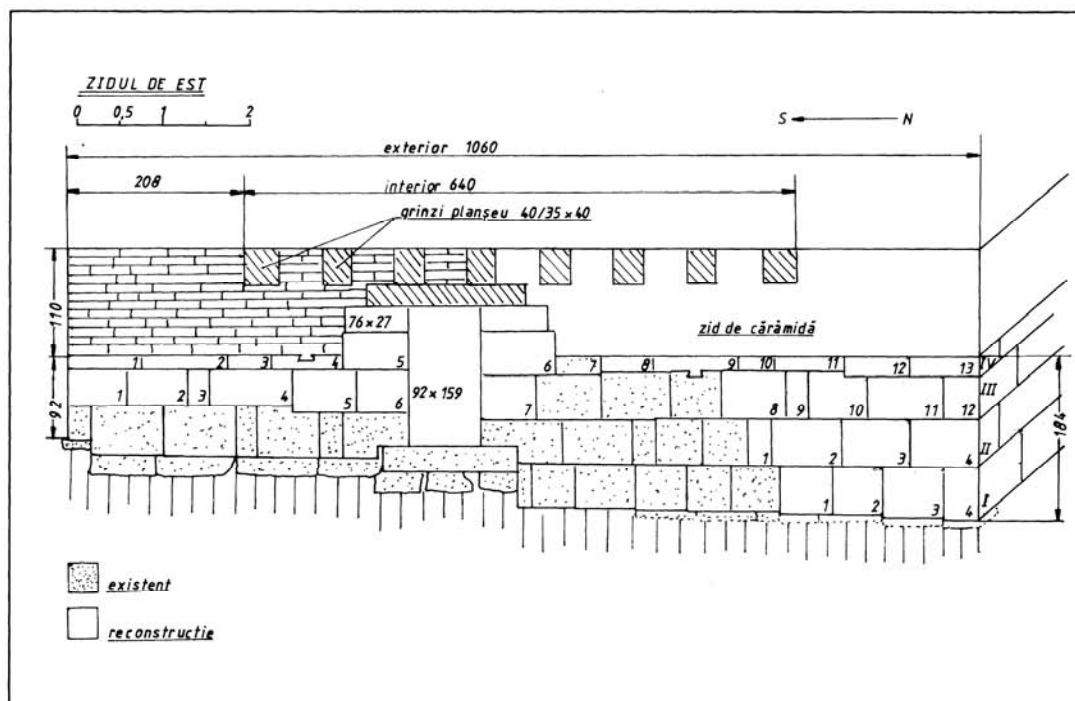 ZIDUL DE EST
0 0,5 1 2
S N
exterior 1060
208
interior 640
grinzi planșeu 40/35 x 40
110
76 x 27
zid de cărămidă
1 2 3 4 5 6 7 8 9 10 11 12 13 IV
92
1 2 3 4 5 6 92 x 159 7 8 9 10 11 12 III
184
1 2 3 4 II
1 2 3 4 I
existent
reconstructie